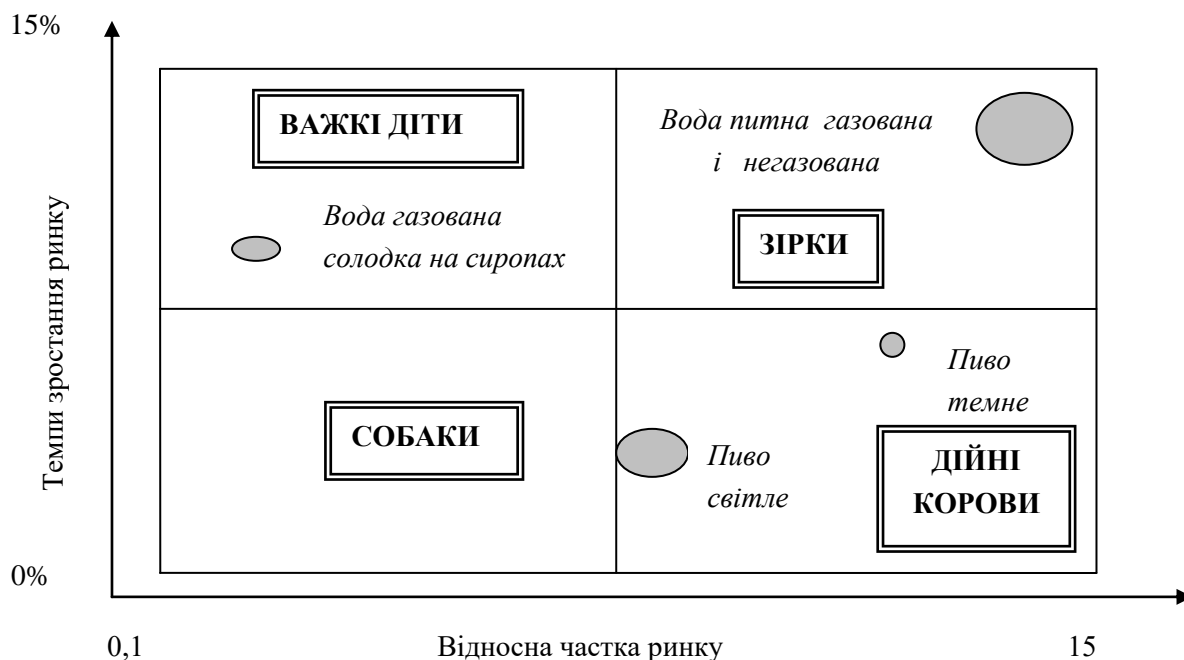 15%
ВАЖКІ ДІТИ
Вода питна газована
і негазована
Вода газована
солодка на сиропах
ЗІРКИ
Темпи зростання ринку
Пиво
темне
СОБАКИ
Пиво
світле
ДІЙНІ
КОРОВИ
0%
0,1
Відносна частка ринку
15